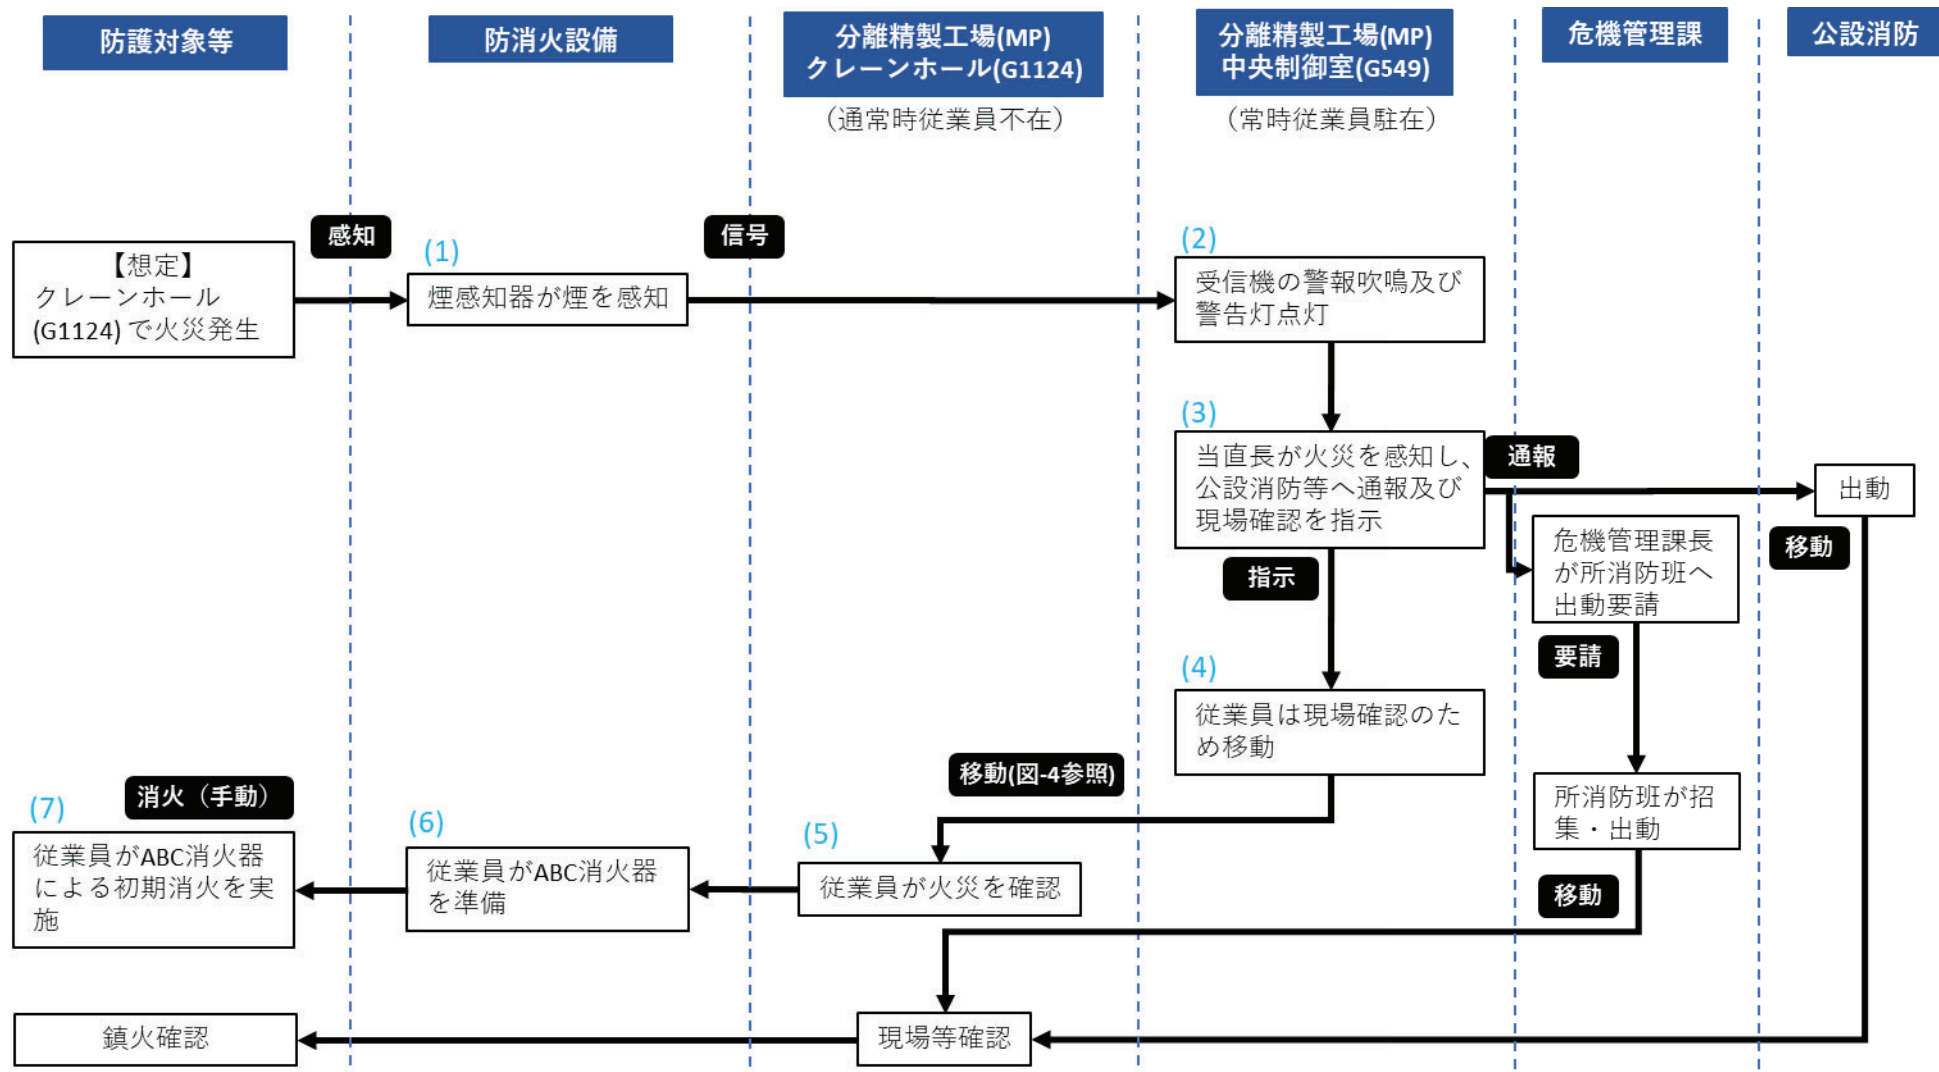 防護対象等
防消火設備
分離精製工場(MP)
クレーンホール(G1124)
（通常時従業員不在）
分離精製工場(MP)
中央制御室(G549)
（常時従業員駐在）
危機管理課
公設消防
【想定】
クレーンホール
(G1124) で火災発生
感知
(1)
煙感知器が煙を感知
信号
(2)
受信機の警報吹鳴及び
警告灯点灯
(3)
当直長が火災を感知し、
公設消防等へ通報及び
現場確認を指示
通報
出動
移動
危機管理課長
が所消防班へ
出動要請
指示
要請
(4)
従業員は現場確認のた
め移動
移動(図-4参照)
所消防班が招
集・出動
移動
(5)
従業員が火災を確認
(6)
従業員がABC消火器
を準備
消火（手動）
(7)
従業員がABC消火器
による初期消火を実
施
現場等確認
鎮火確認